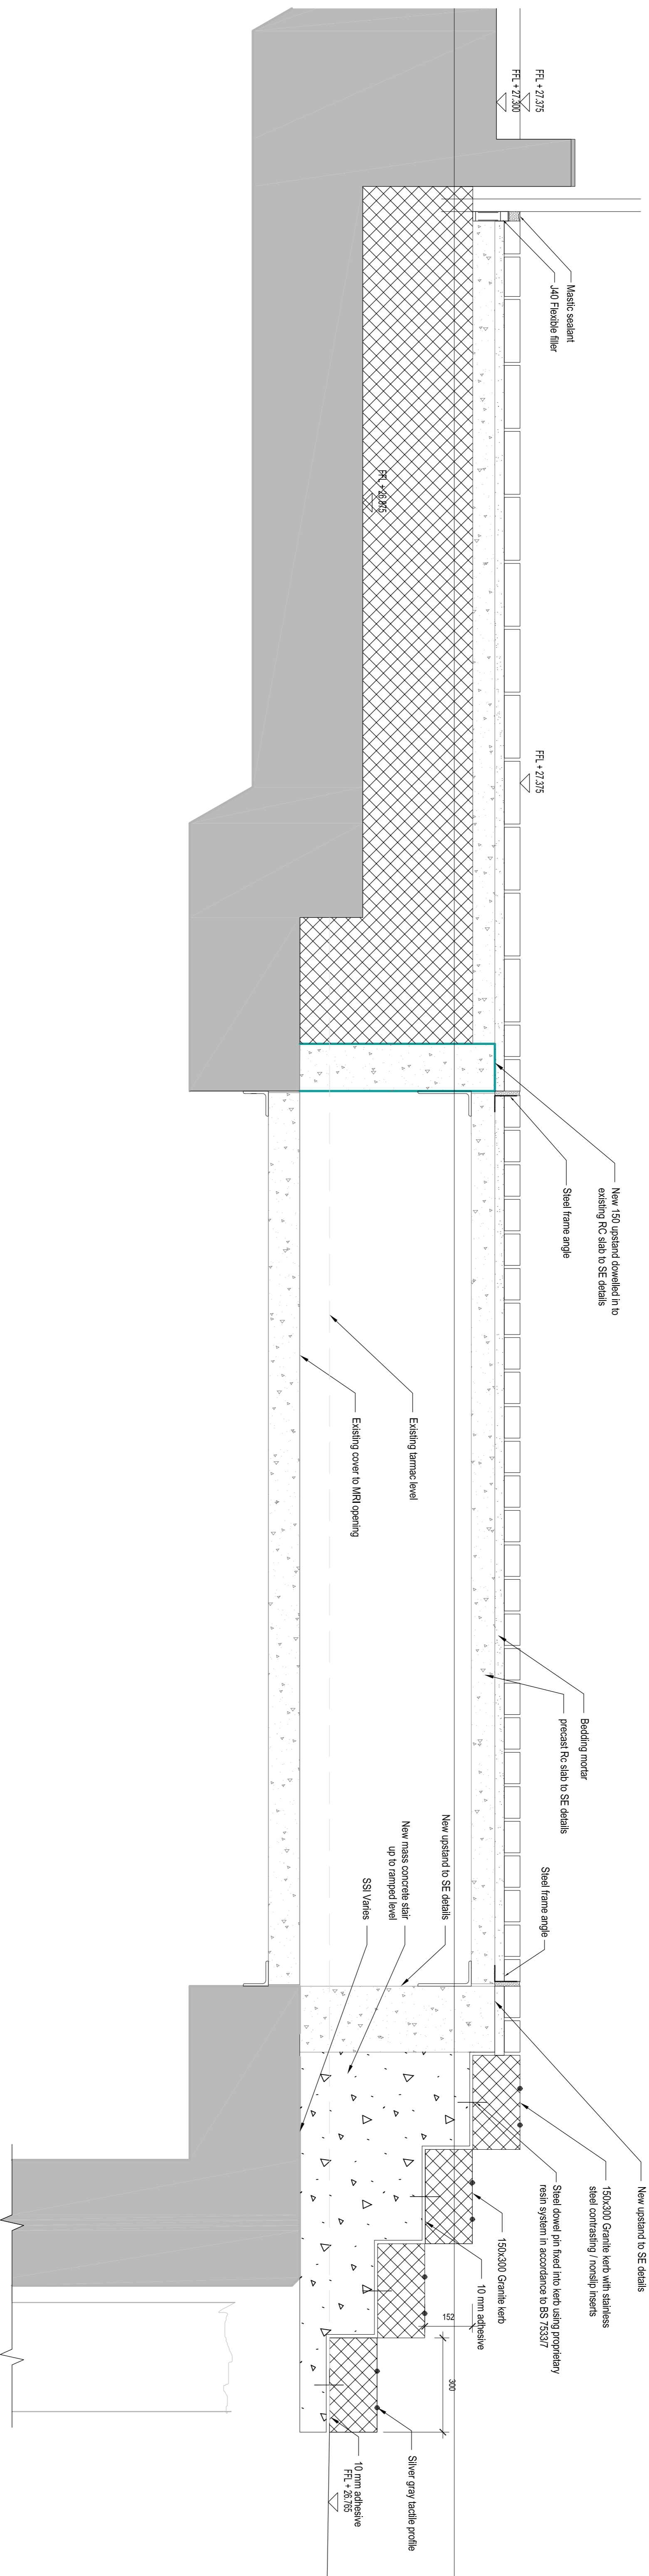 FFL + 27.375
FFL + 27.300
Mastic sealant
J40 Flexible filler
FFL + 26.875
FFL + 27.375
New 150 upstand dowelled in to
existing RC slab to SE details
Steel frame angle
Existing tarmac level
Existing cover to MRI opening
Bedding mortar
precast Rc slab to SE details
Steel frame angle
New upstand to SE details
New mass concrete stair
up to ramped level
SSI Varies
New upstand to SE details
150x300 Granite kerb with stainless
steel contrasting / nonslip inserts
Steel dowel pin fixed into kerb using proprietary
resin system in accordance to BS 7533/7
150x300 Granite kerb
10 mm adhesive
152
300
Silver gray tactile profile
10 mm adhesive
FFL + 26.765